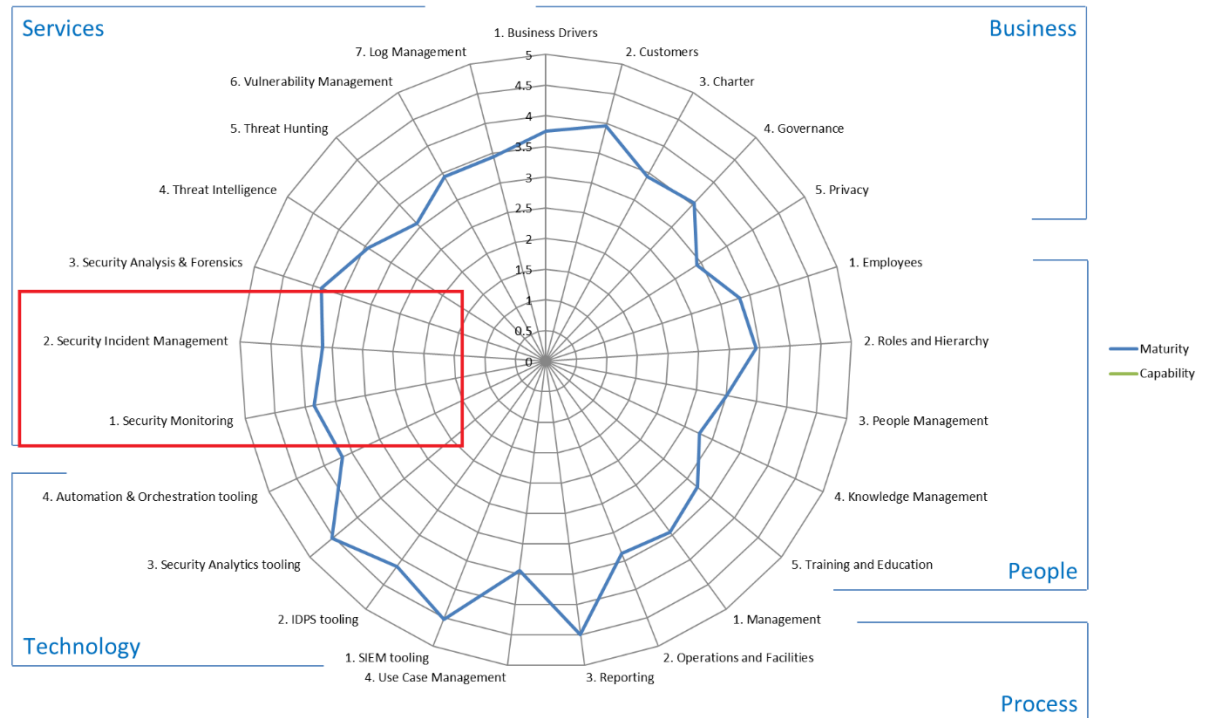 Services
Business
1. Business Drivers
2. Customers
3. Charter
4. Governance
5. Privacy
1. Employees
2. Roles and Hierarchy
3. People Management
4. Knowledge Management
5. Training and Education
People
1. Management
2. Operations and Facilities
3. Reporting
Process
4. Use Case Management
1. SIEM tooling
2. IDPS tooling
3. Security Analytics tooling
4. Automation & Orchestration tooling
Technology
1. Security Monitoring
2. Security Incident Management
3. Security Analysis & Forensics
4. Threat Intelligence
5. Threat Hunting
6. Vulnerability Management
7. Log Management
5
4.5
4
3.5
3
2.5
2
1.5
1
0.5
0
Maturity
Capability